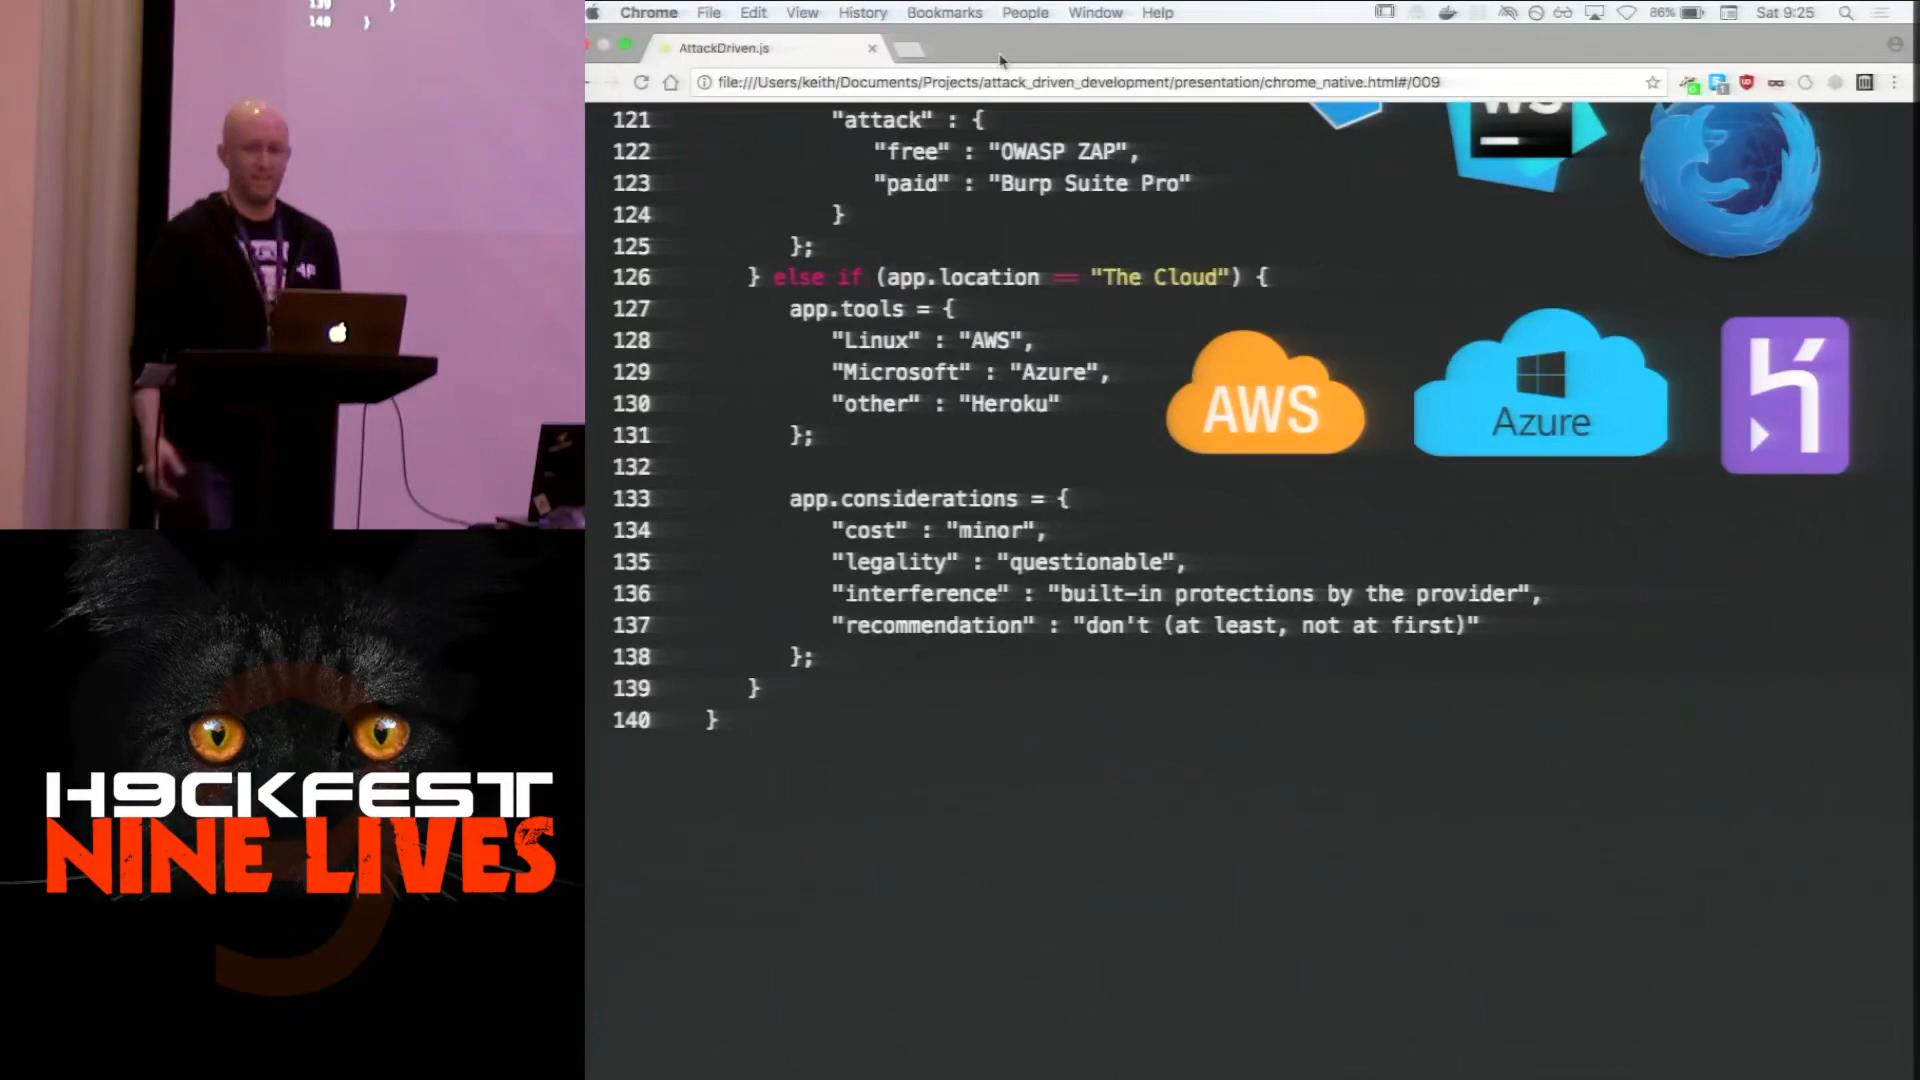 139 }
140 }
Chrome File Edit View History Bookmarks People Window Help 86% Sat 9:25
AttackDriven.js
file:///Users/keith/Documents/Projects/attack_driven_development/presentation/chrome_native.html#/009
WS
121 "attack" : {
122 "free" : "OWASP ZAP",
123 "paid" : "Burp Suite Pro"
124 }
125 };
126 } else if (app.location == "The Cloud") {
127 app.tools = {
128 "Linux" : "AWS",
129 "Microsoft" : "Azure",
130 "other" : "Heroku"
131 };
132
133 app.considerations = {
134 "cost" : "minor",
135 "legality" : "questionable",
136 "interference" : "built-in protections by the provider",
137 "recommendation" : "don't (at least, not at first)"
138 };
139 }
140 }
AWS
Azure
H9CKFEST
NINE LIVES